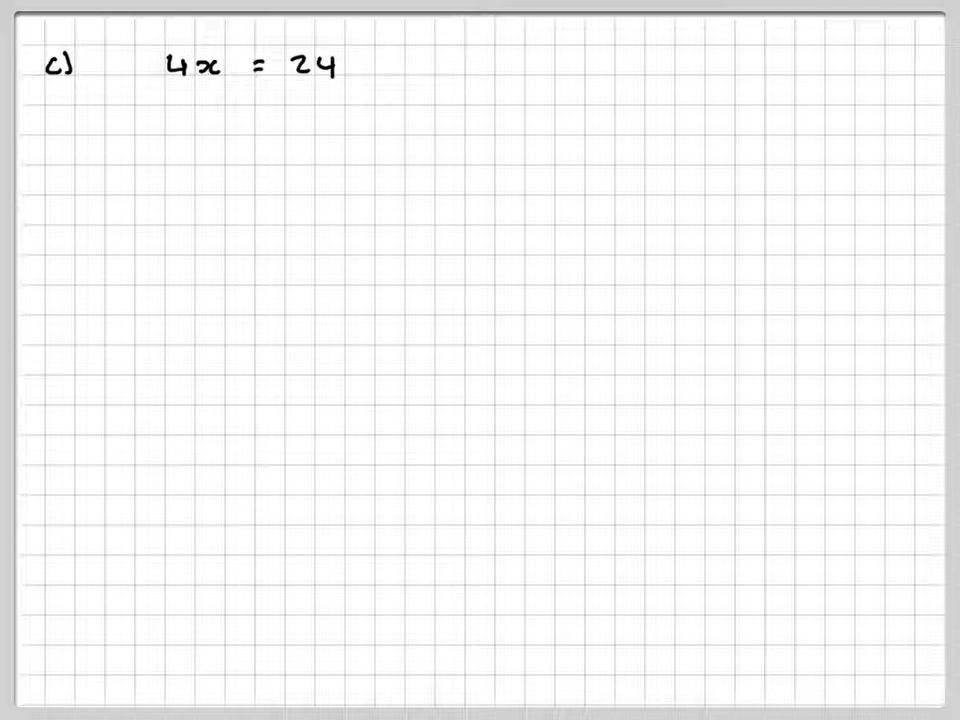 c) 4x = 24